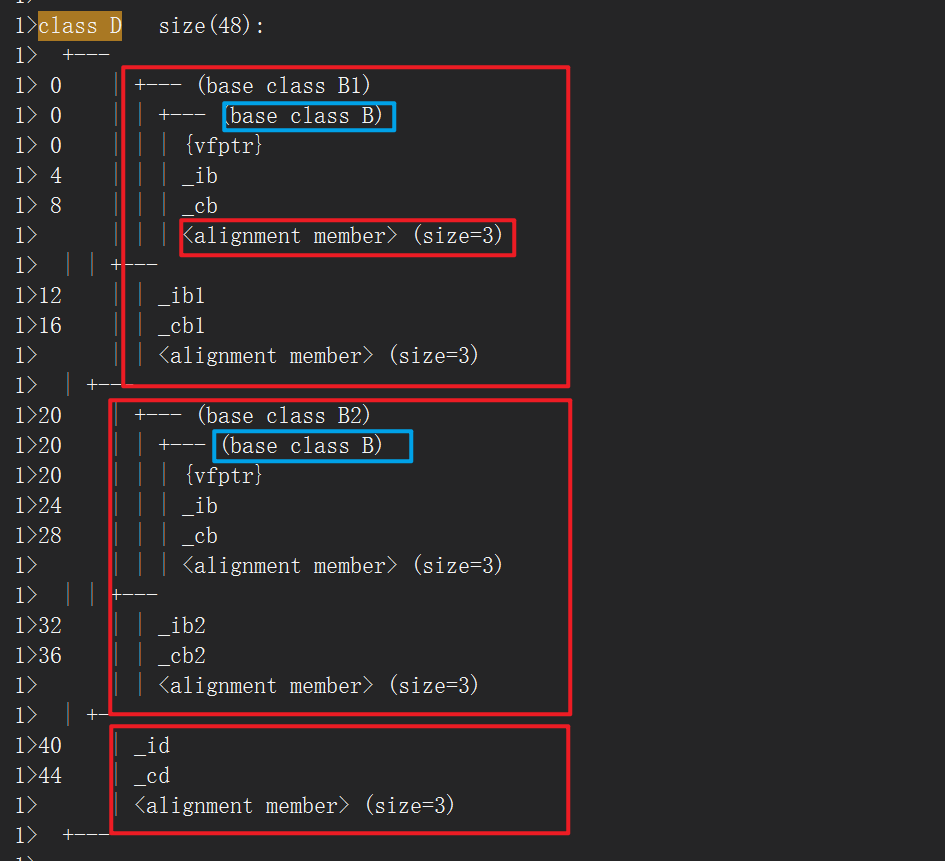 1>class D	size(48):
1>	+---
1> 0	| +--- (base class B1)
1> 0	| | +--- (base class B)
1> 0	| | | {vfptr}
1> 4	| | | _ib
1> 8	| | | _cb
1>	| | | <alignment member> (size=3)
1>	| | +---
1>12	| | _ib1
1>16	| | _cb1
1>	| | <alignment member> (size=3)
1>	| +---
1>20	| +--- (base class B2)
1>20	| | +--- (base class B)
1>20	| | | {vfptr}
1>24	| | | _ib
1>28	| | | _cb
1>	| | | <alignment member> (size=3)
1>	| | +---
1>32	| | _ib2
1>36	| | _cb2
1>	| | <alignment member> (size=3)
1>	| +-
1>40	| _id
1>44	| _cd
1>	| <alignment member> (size=3)
1>	+---